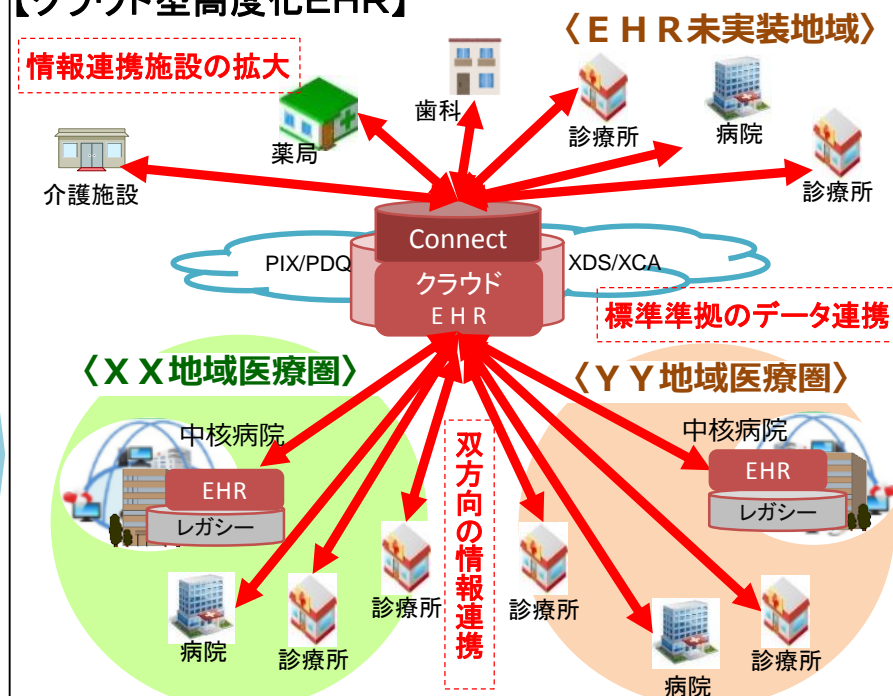 【クラウド型高度化EHR】
〈ＥＨＲ未実装地域〉
情報連携施設の拡大
歯科
薬局
診療所
病院
診療所
介護施設
Connect
PIX/PDQ
XDS/XCA
クラウド
ＥＨＲ
標準準拠のデータ連携
〈ＸＸ地域医療圏〉
〈ＹＹ地域医療圏〉
中核病院
EHR
レガシー
双方向の情報連携
中核病院
EHR
レガシー
病院
診療所
診療所
診療所
病院
診療所